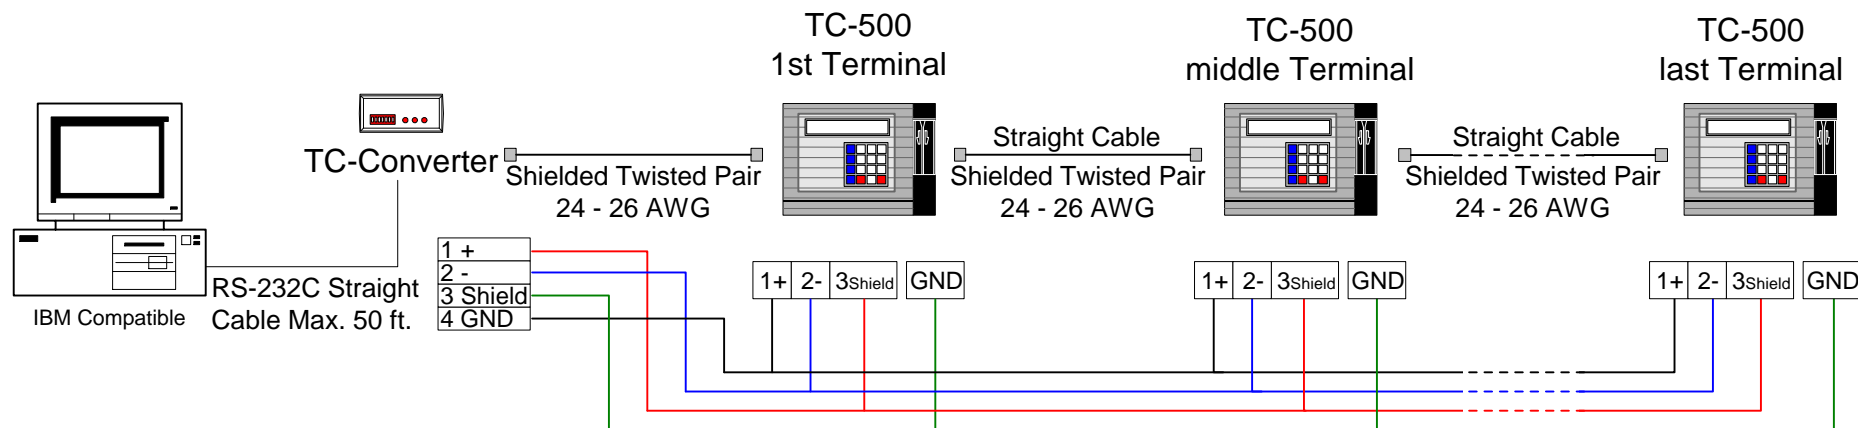 TC-500
1st Terminal
TC-500
middle Terminal
TC-500
last Terminal
TC-Converter
Shielded Twisted Pair
24 - 26 AWG
Straight Cable
Shielded Twisted Pair
24 - 26 AWG
Straight Cable
Shielded Twisted Pair
24 - 26 AWG
IBM Compatible
RS-232C Straight
Cable Max. 50 ft.
1 +
2 -
3 Shield
4 GND
1+ 2- 3Shield GND
1+ 2- 3Shield GND
1+ 2- 3Shield GND